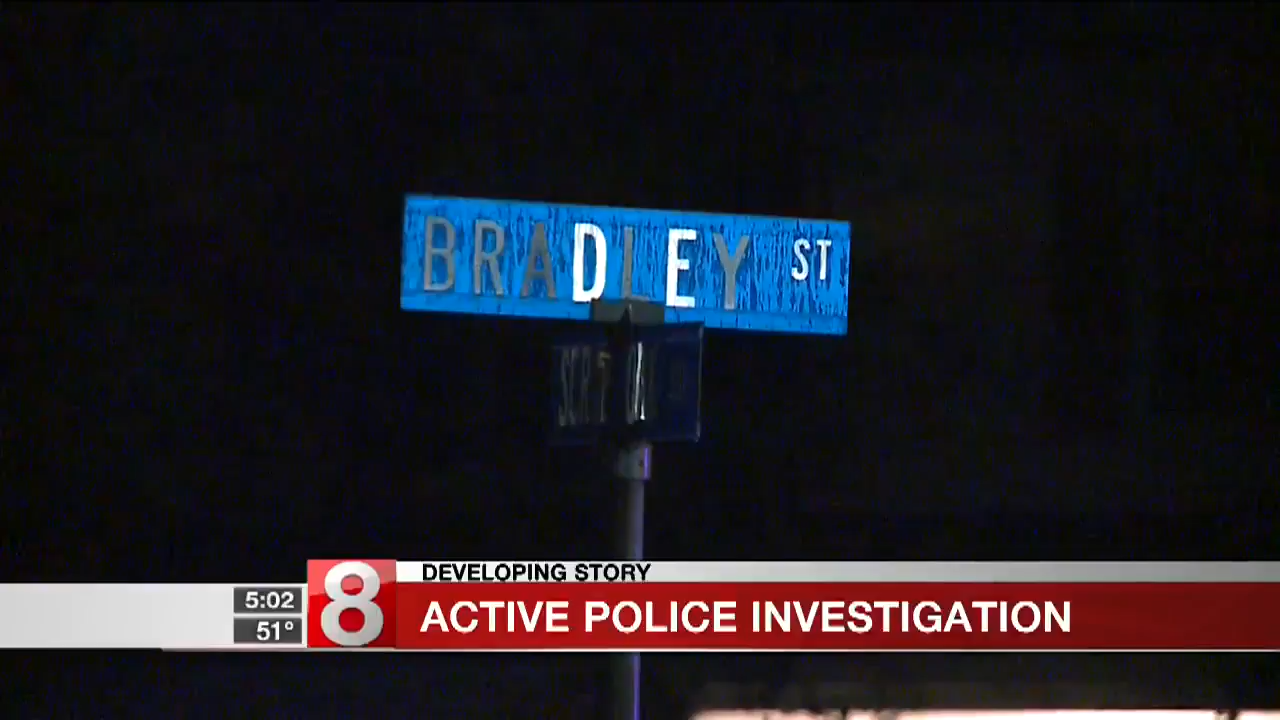 BRADLEY ST
DEVELOPING STORY
5:02
8
ACTIVE POLICE INVESTIGATION
51°